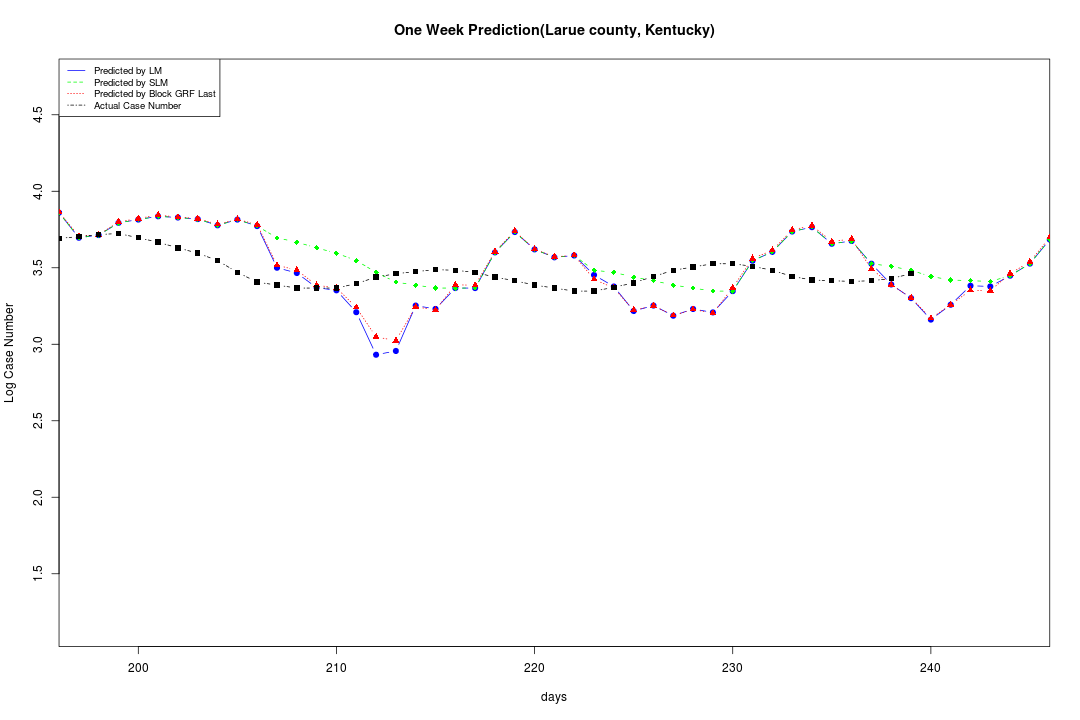 One Week Prediction(Larue county, Kentucky)
Predicted by LM
Predicted by SLM
Predicted by Block GRF Last
Actual Case Number
Log Case Number
4.5
4.0
3.5
3.0
2.5
2.0
1.5
200 210 220 230 240
days